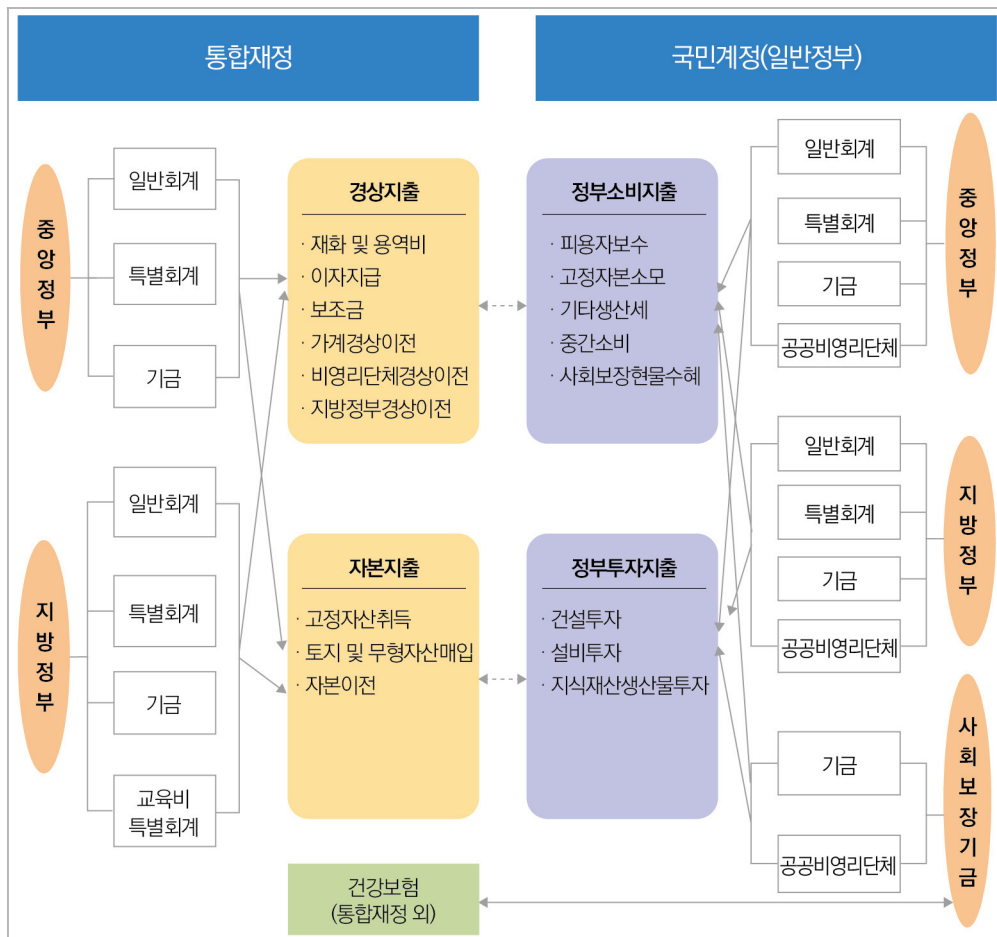 통합재정
국민계정(일반정부)
중앙정부
일반회계
특별회계
기금
지방정부
일반회계
특별회계
기금
교육비
특별회계
경상지출
· 재화 및 용역비
· 이자지급
· 보조금
· 가계경상이전
· 비영리단체경상이전
· 지방정부경상이전
자본지출
· 고정자산취득
· 토지 및 무형자산매입
· 자본이전
건강보험
(통합재정 외)
정부소비지출
· 피용자보수
· 고정자본소모
· 기타생산세
· 중간소비
· 사회보장현물수혜
정부투자지출
· 건설투자
· 설비투자
· 지식재산생산물투자
일반회계
특별회계
기금
공공비영리단체
중앙정부
일반회계
특별회계
기금
공공비영리단체
지방정부
기금
공공비영리단체
사회보장기금